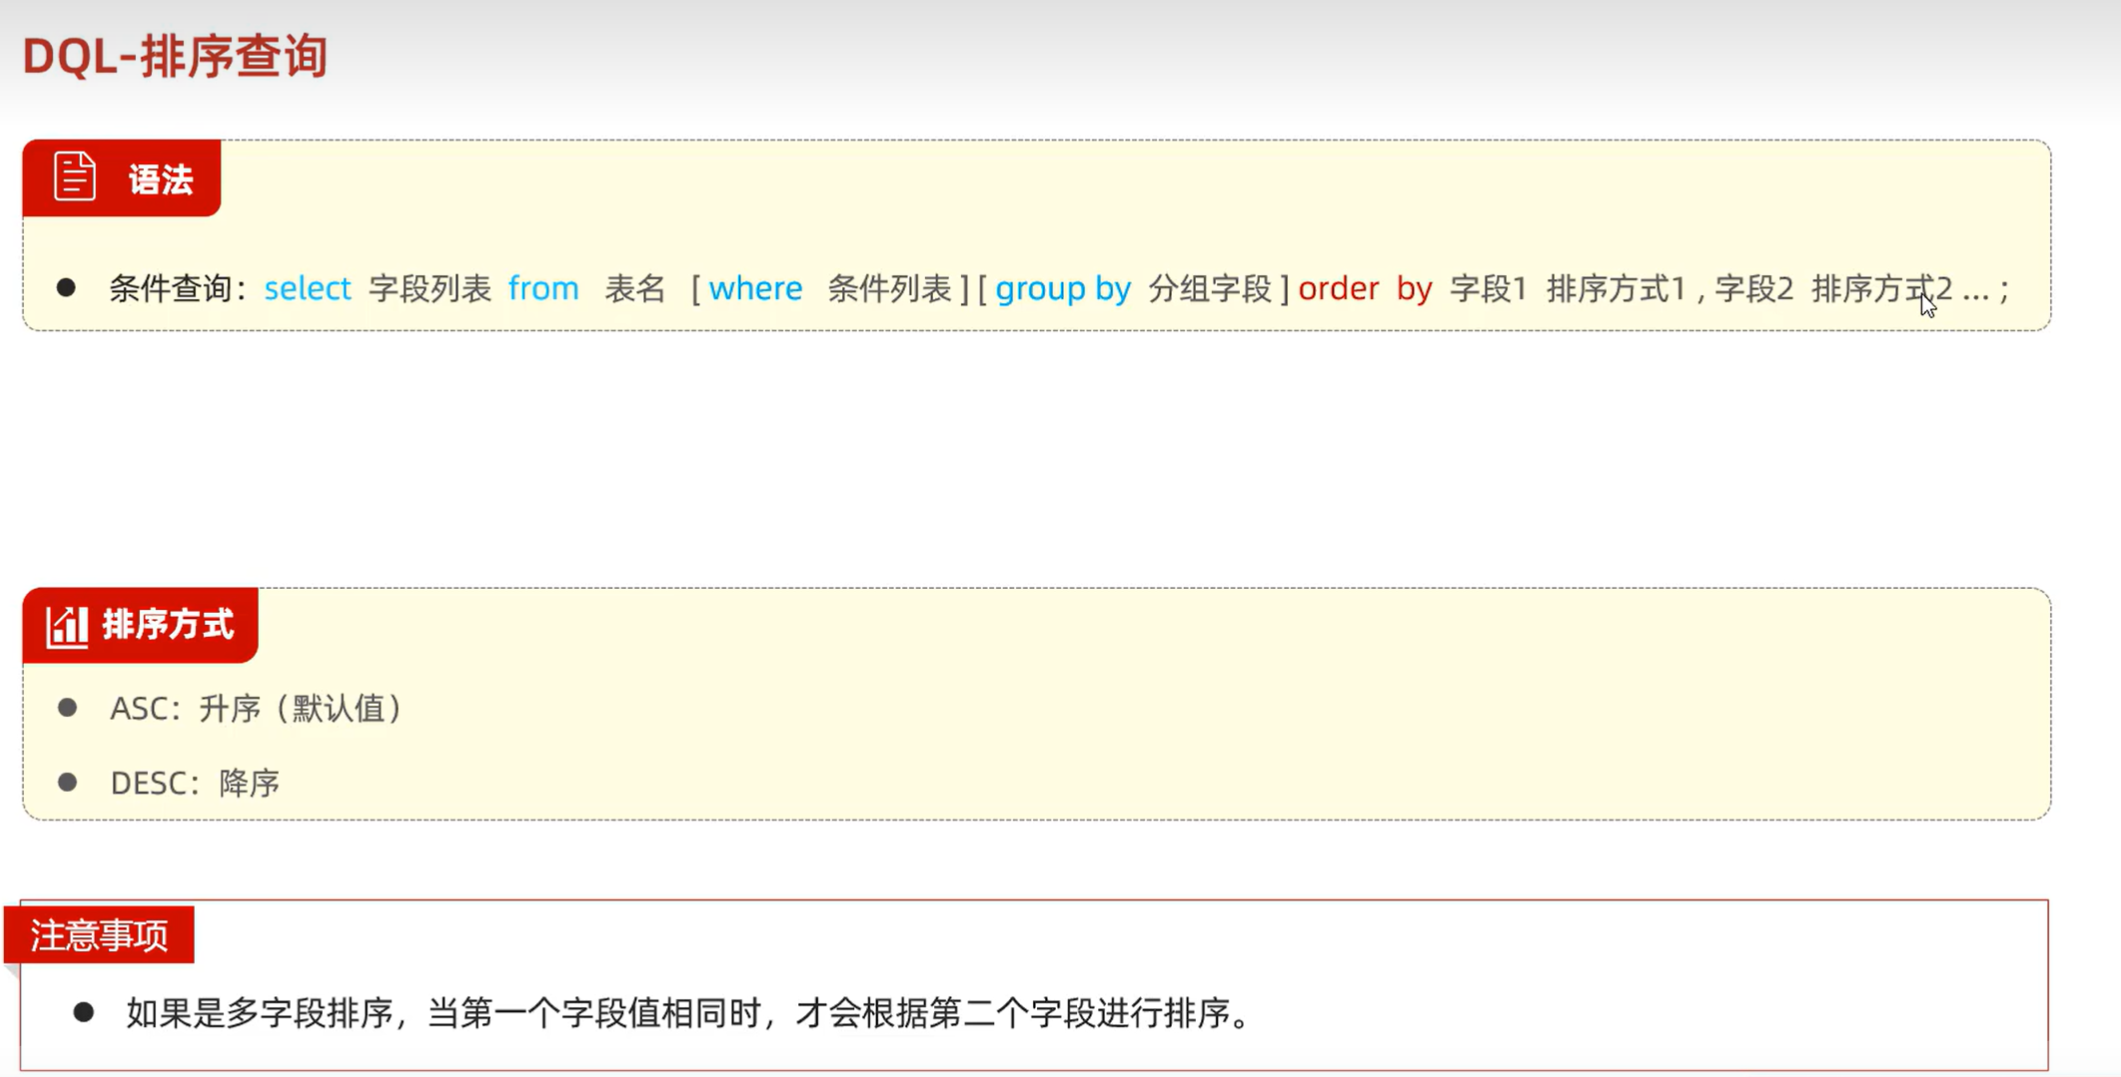 DQL-排序查询
语法
条件查询：select 字段列表 from 表名 [ where 条件列表 ] [ group by 分组字段 ] order by 字段1 排序方式1 , 字段2 排序方式2 ... ;
排序方式
ASC：升序（默认值）
DESC：降序
注意事项
如果是多字段排序，当第一个字段值相同时，才会根据第二个字段进行排序。